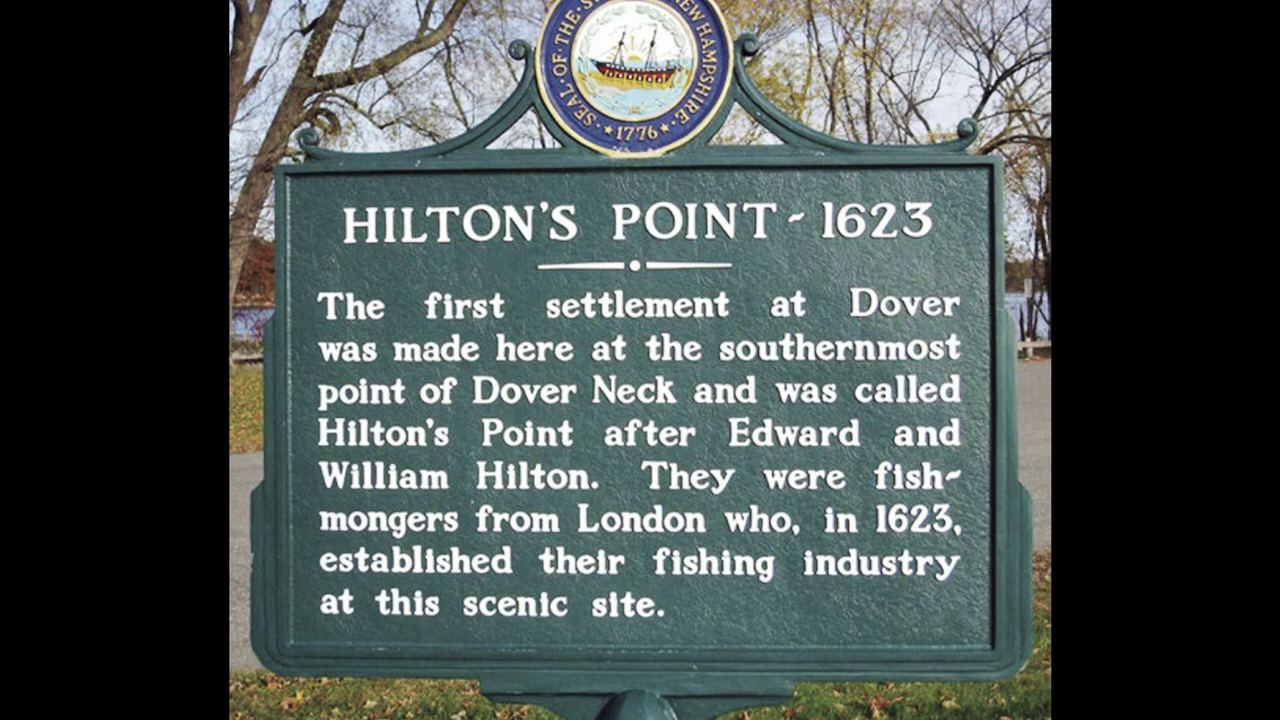 SEAL·OF·THE·ST NEW HAMPSHIRE
·★1776★·
HILTON'S POINT - 1623
The first settlement at Dover
was made here at the southernmost
point of Dover Neck and was called
Hilton's Point after Edward and
William Hilton. They were fish-
mongers from London who, in 1623,
established their fishing industry
at this scenic site.